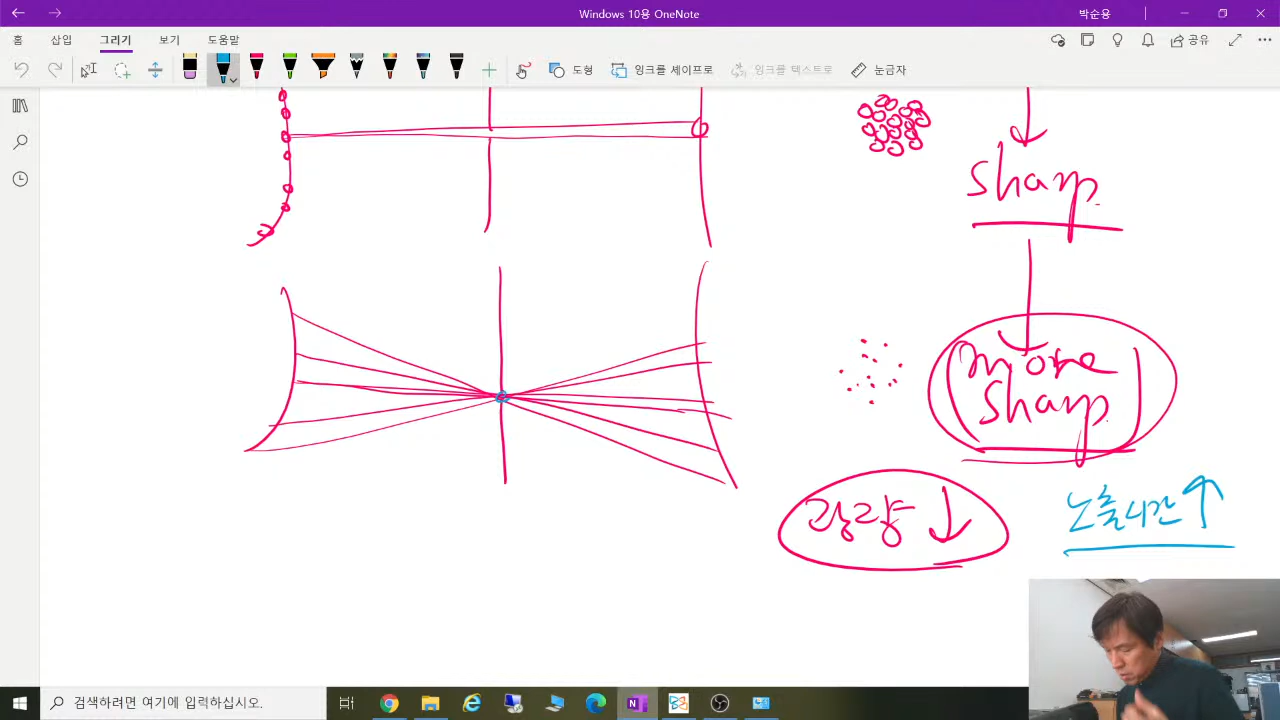 Windows 10용 OneNote
박순용
홈 삽입 그리기 보기 도움말
공유
도형 잉크를 셰이프로 잉크를 텍스트로 눈금자
sharp.
more
sharp
광량 ↓
노출시간 ↑
검색하려면 여기에 입력하십시오.